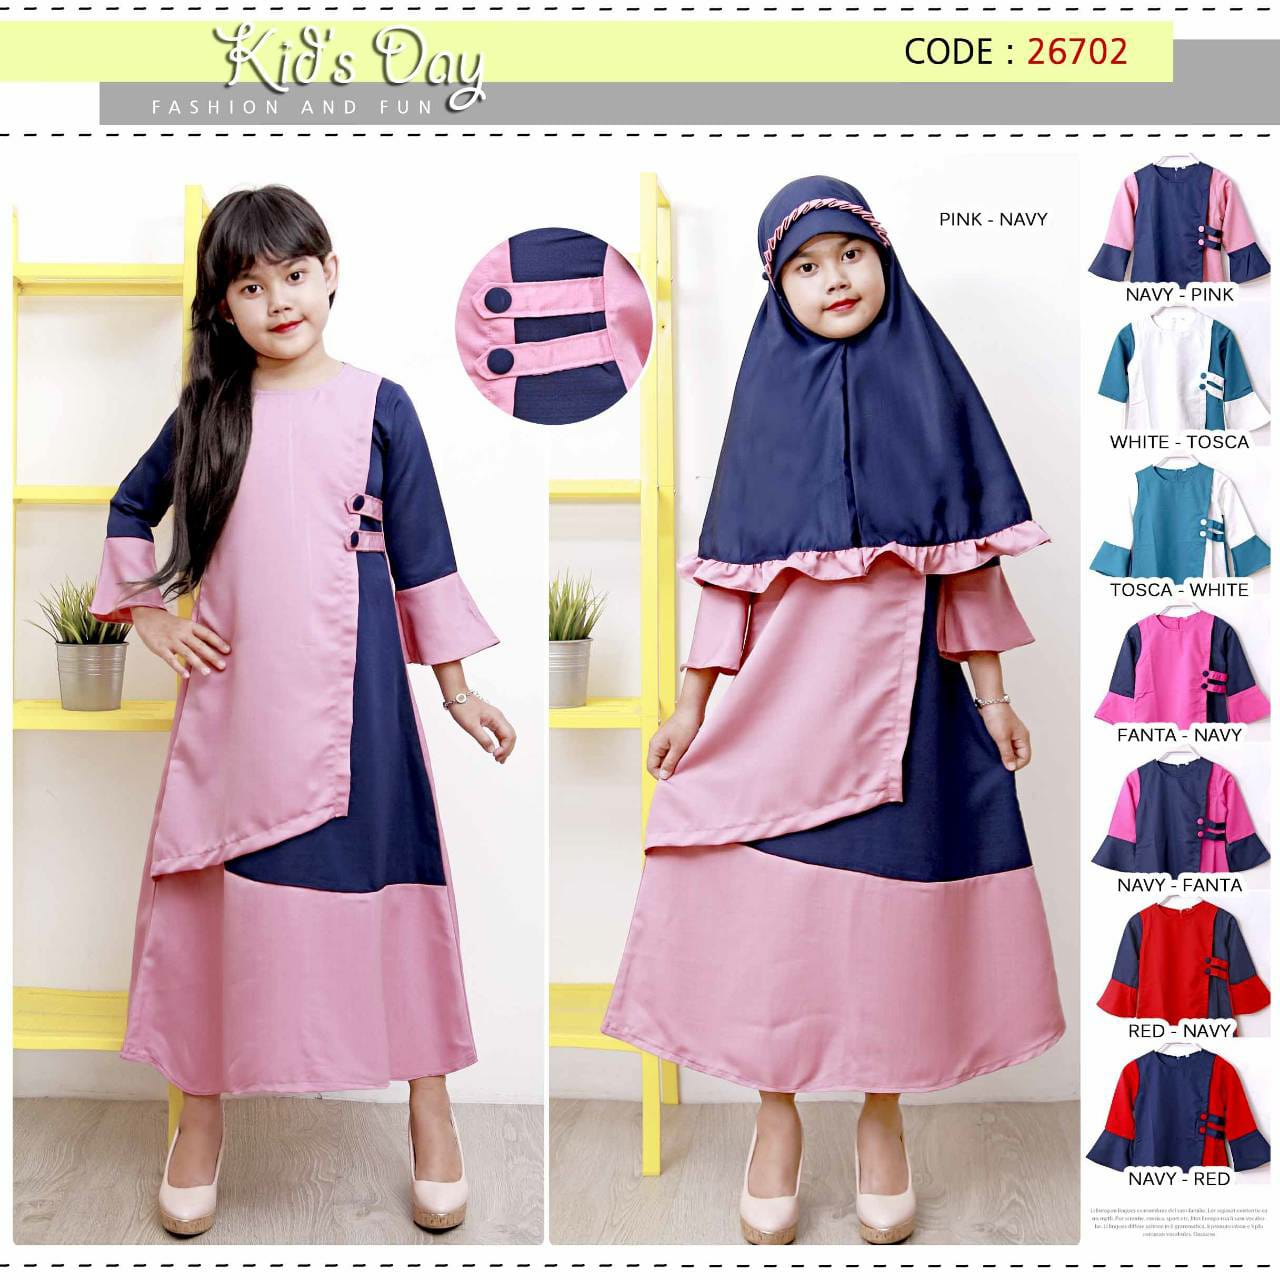 Kid's Day
FASHION AND FUN
CODE : 26702
PINK - NAVY
NAVY - PINK
WHITE - TOSCA
TOSCA - WHITE
FANTA - NAVY
NAVY - FANTA
RED - NAVY
NAVY - RED